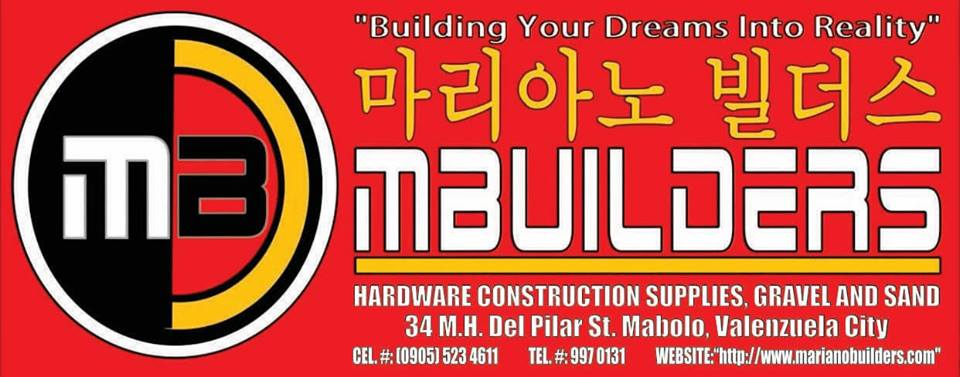 MB
"Building Your Dreams Into Reality"
마리아노 빌더스
MBUILDERS
HARDWARE CONSTRUCTION SUPPLIES, GRAVEL AND SAND
34 M.H. Del Pilar St. Mabolo, Valenzuela City
CEL. #: (0905) 523 4611 TEL. #: 997 0131 WEBSITE:"http://www.marianobuilders.com"